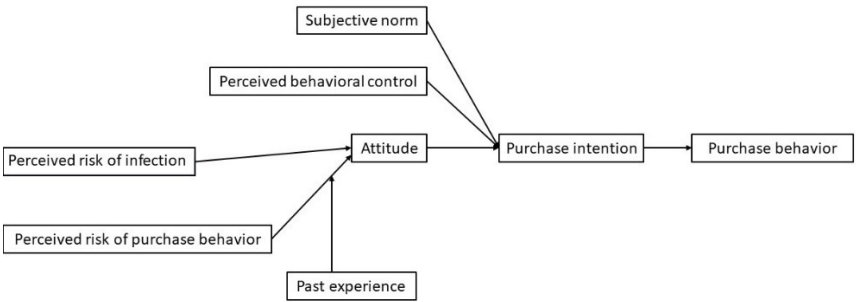 Subjective norm
Perceived behavioral control
Perceived risk of infection
Attitude
Purchase intention
Purchase behavior
Perceived risk of purchase behavior
Past experience